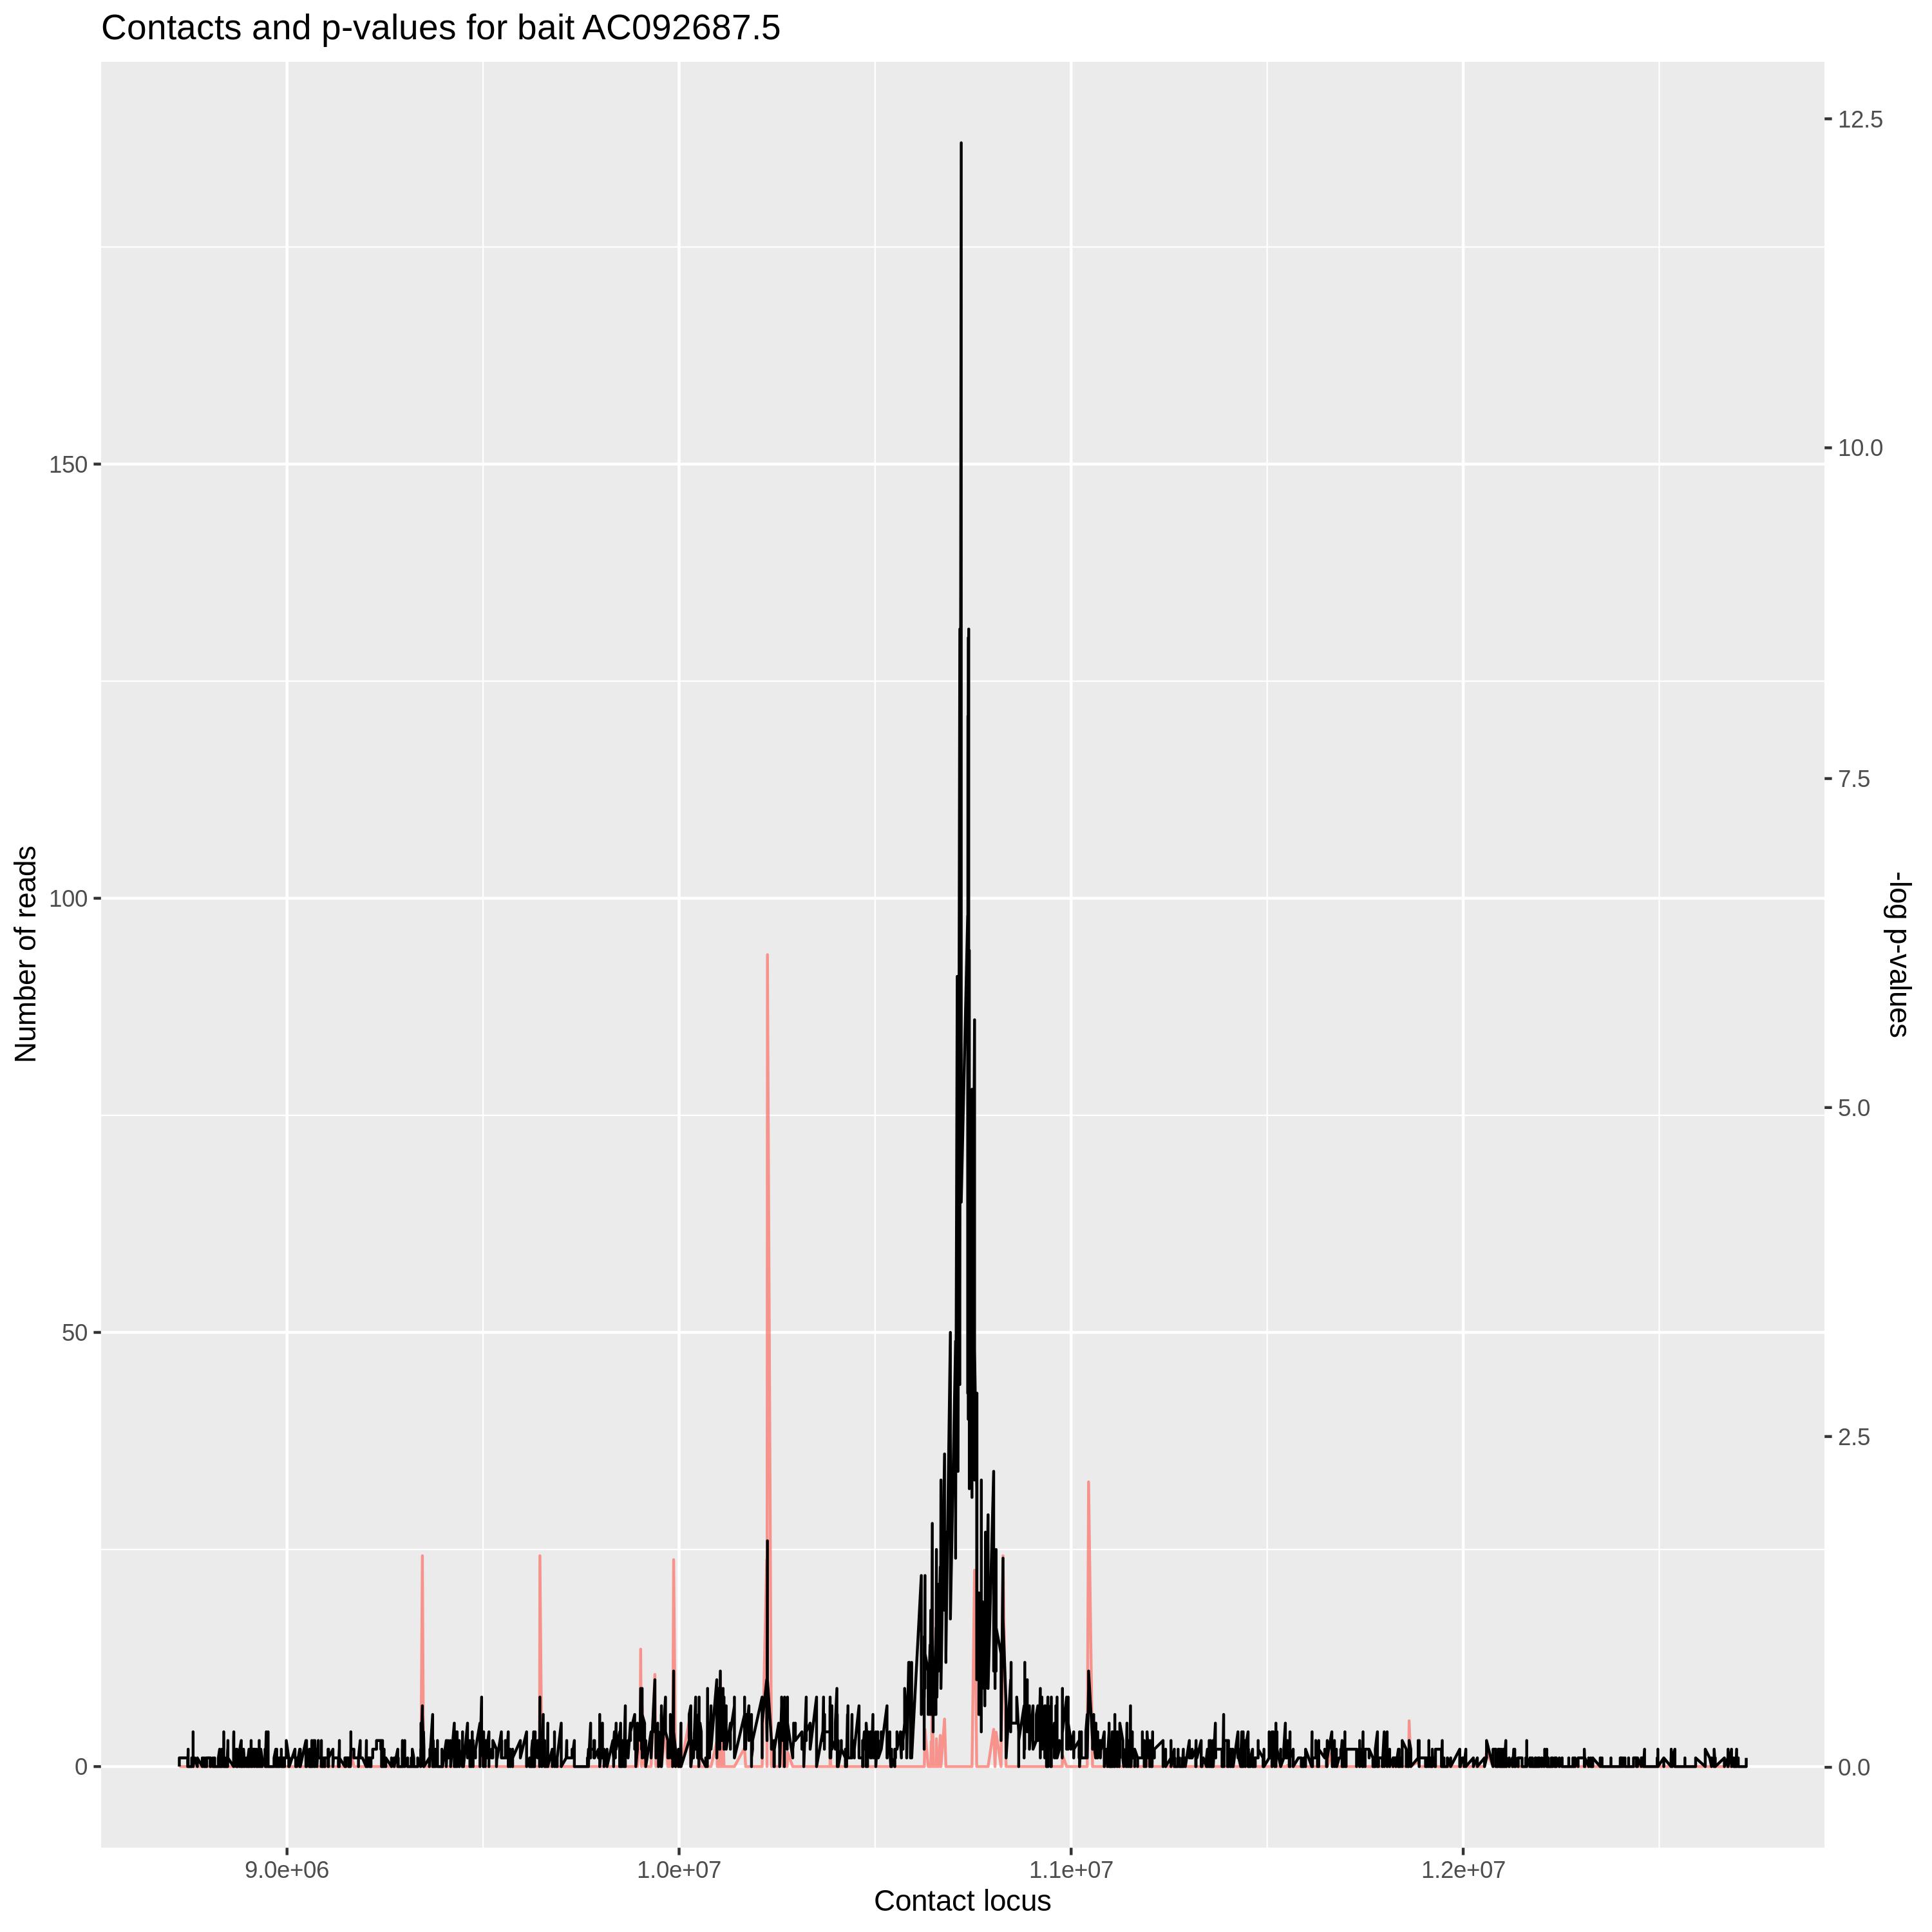 Contacts and p-values for bait AC092687.5
12.5
150
10.0
7.5
Number of reads
100
-log p-values
5.0
50
2.5
0
0.0
9.0e+06
1.0e+07
1.1e+07
1.2e+07
Contact locus